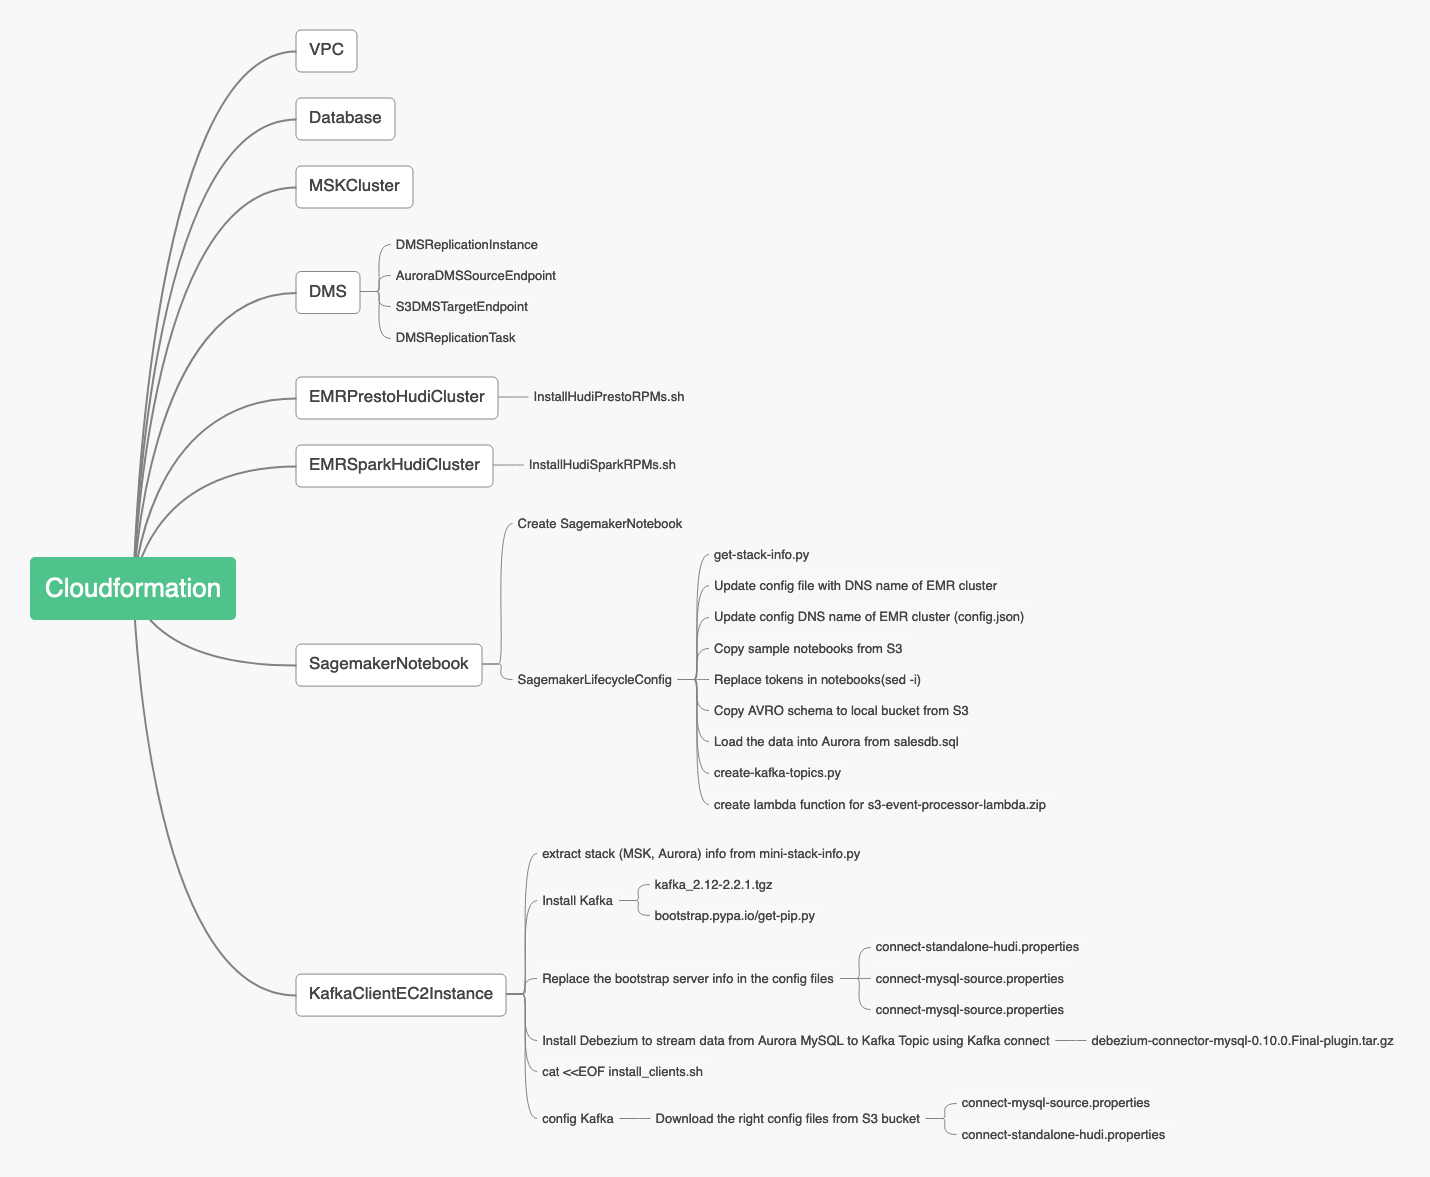 VPC
Database
MSKCluster
DMS
DMSReplicationInstance
AuroraDMSSourceEndpoint
S3DMSTargetEndpoint
DMSReplicationTask
EMRPrestoHudiCluster
InstallHudiPrestoRPMs.sh
EMRSparkHudiCluster
InstallHudiSparkRPMs.sh
Cloudformation
SagemakerNotebook
Create SagemakerNotebook
SagemakerLifecycleConfig
get-stack-info.py
Update config file with DNS name of EMR cluster
Update config DNS name of EMR cluster (config.json)
Copy sample notebooks from S3
Replace tokens in notebooks(sed -i)
Copy AVRO schema to local bucket from S3
Load the data into Aurora from salesdb.sql
create-kafka-topics.py
create lambda function for s3-event-processor-lambda.zip
KafkaClientEC2Instance
extract stack (MSK, Aurora) info from mini-stack-info.py
Install Kafka
kafka_2.12-2.2.1.tgz
bootstrap.pypa.io/get-pip.py
Replace the bootstrap server info in the config files
connect-standalone-hudi.properties
connect-mysql-source.properties
connect-mysql-source.properties
Install Debezium to stream data from Aurora MySQL to Kafka Topic using Kafka connect
debezium-connector-mysql-0.10.0.Final-plugin.tar.gz
cat <<EOF install_clients.sh
config Kafka
Download the right config files from S3 bucket
connect-mysql-source.properties
connect-standalone-hudi.properties